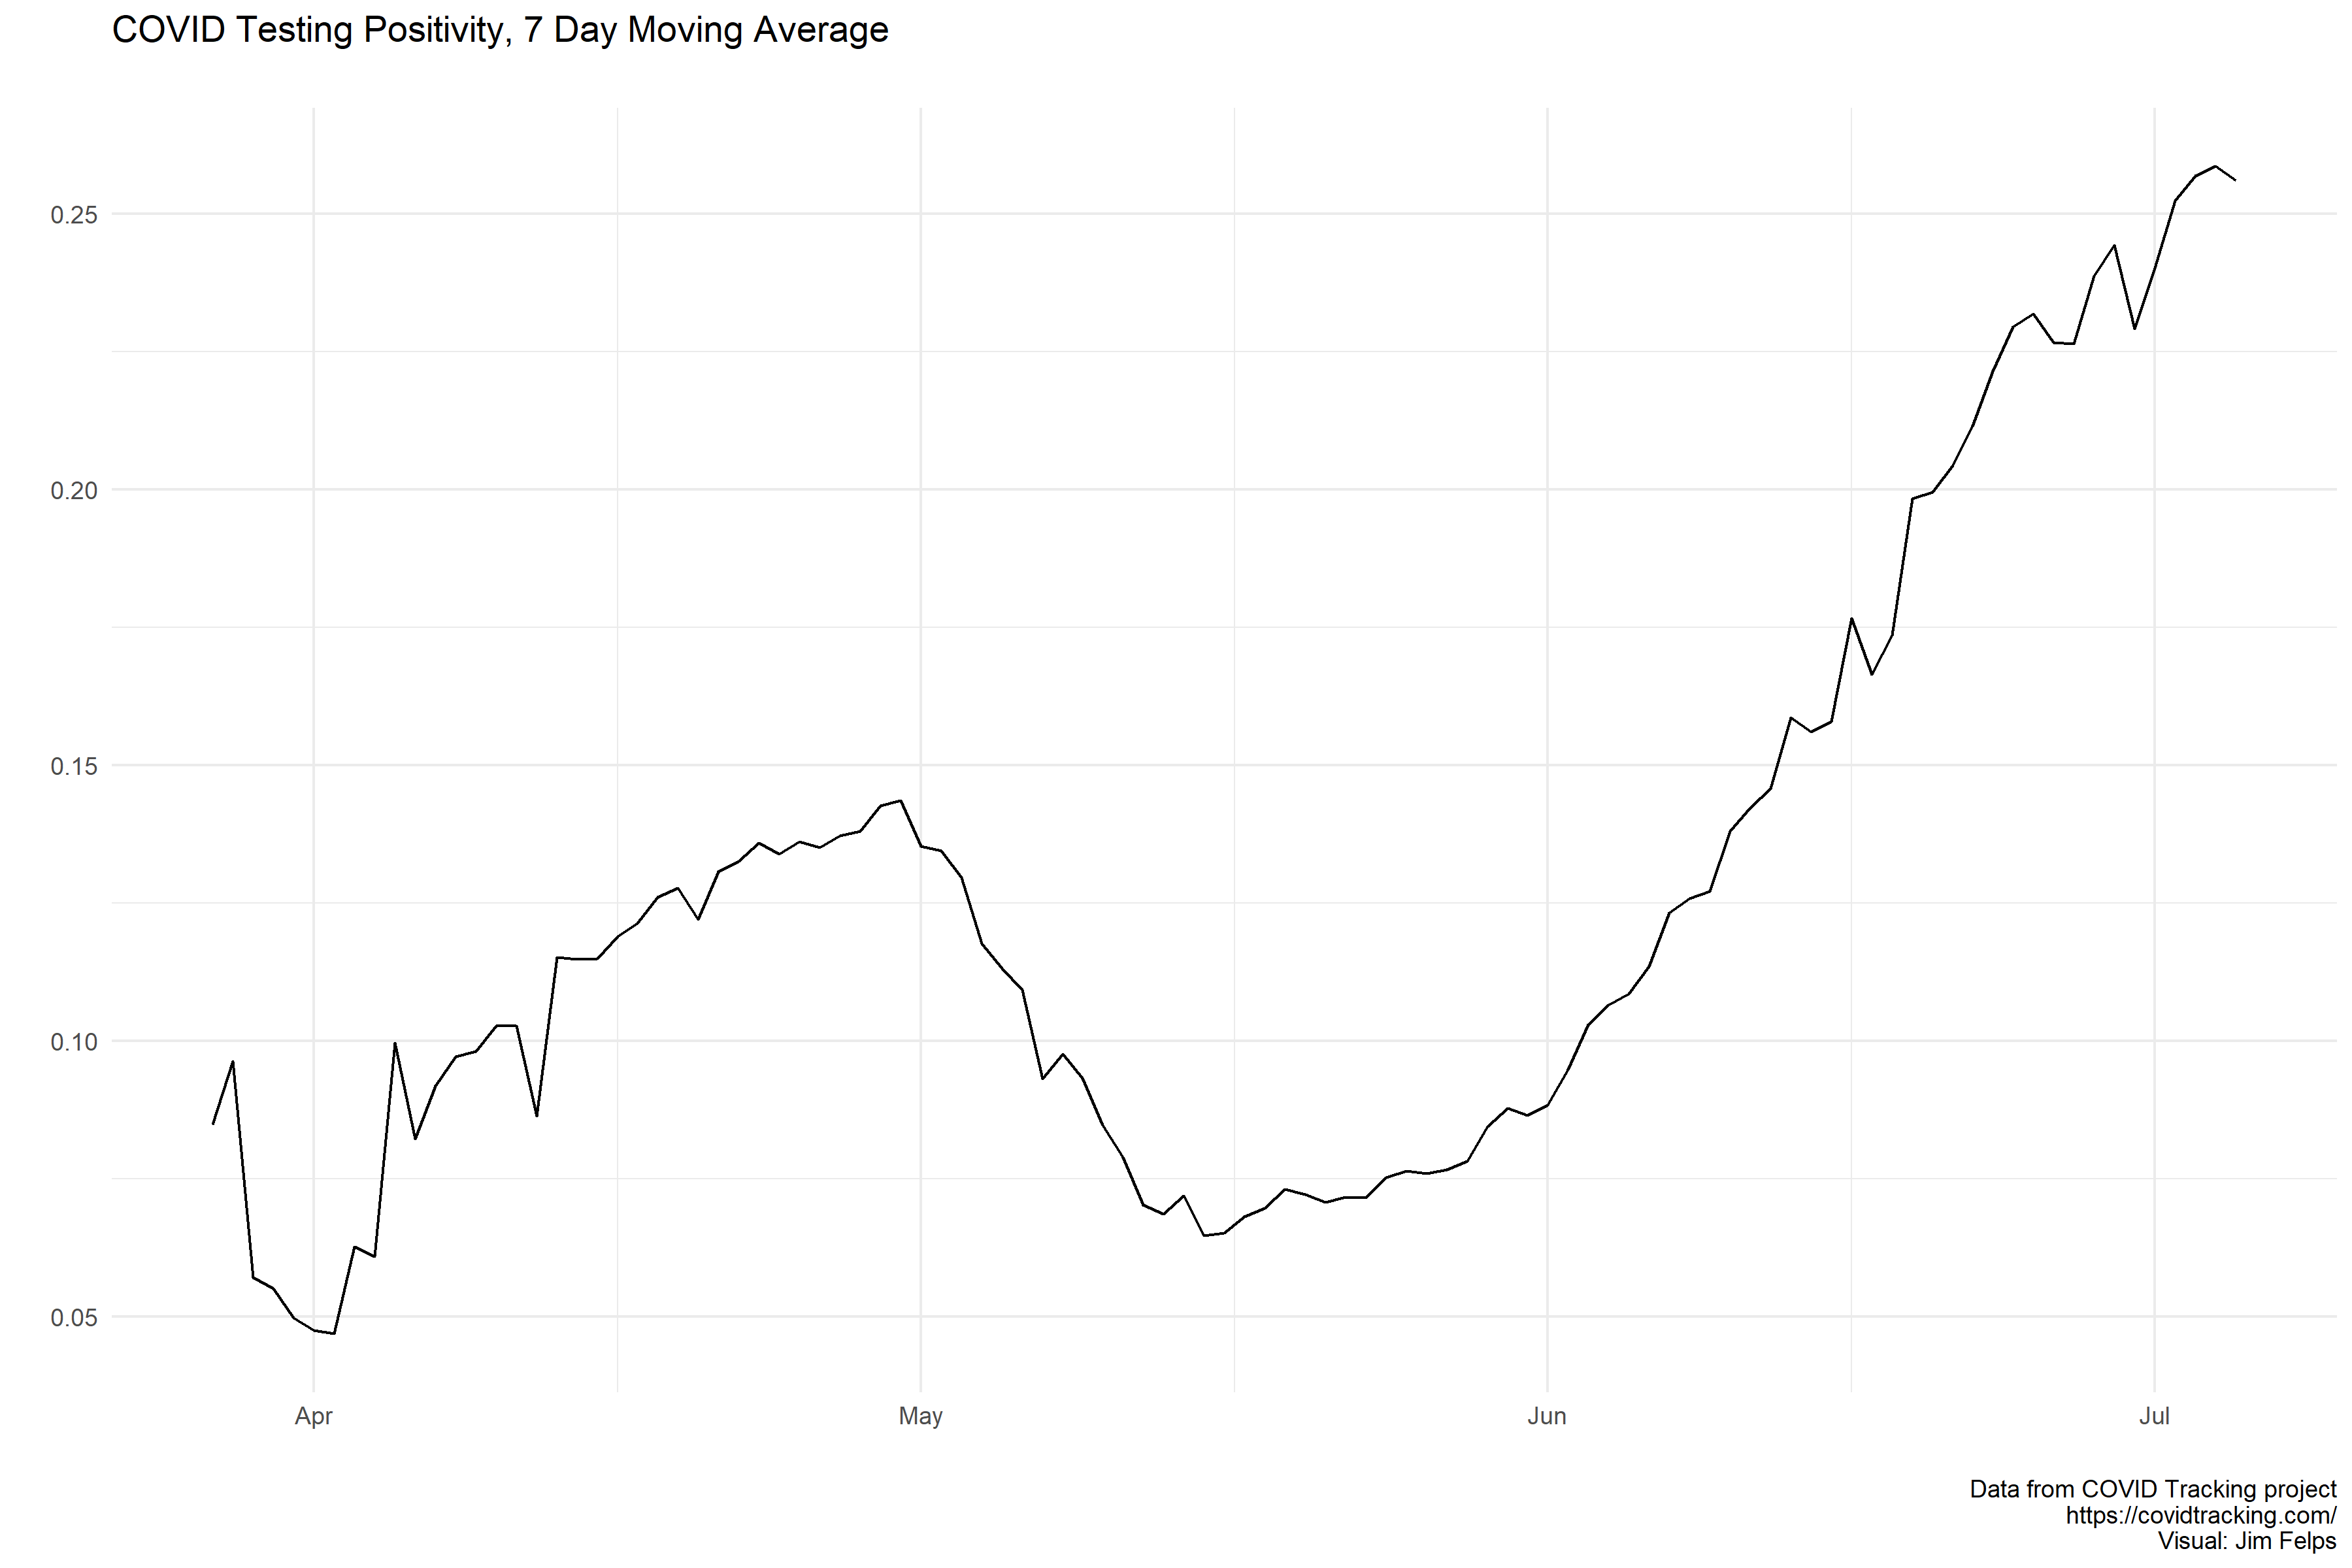 COVID Testing Positivity, 7 Day Moving Average
0.25
0.20
0.15
0.10
0.05
Apr May Jun Jul
Data from COVID Tracking project
https://covidtracking.com/
Visual: Jim Felps